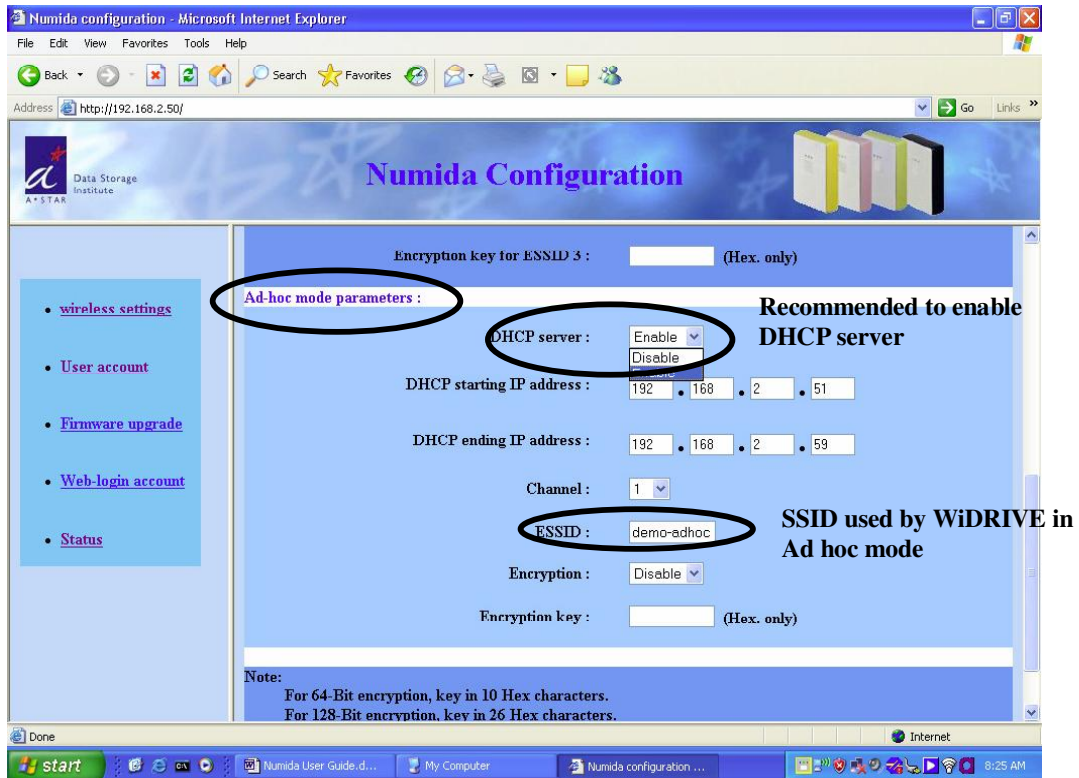 Numida configuration - Microsoft Internet Explorer
File Edit View Favorites Tools Help
Back Search Favorites
Address http://192.168.2.50/ Go Links »
A*STAR
Data Storage
Institute
Numida Configuration
wireless settings
User account
Firmware upgrade
Web-login account
Status
Encryption key for ESSID 3 : (Hex. only)
Ad-hoc mode parameters :
DHCP server : Enable
Disable
Enable
Recommended to enable
DHCP server
DHCP starting IP address : 192 . 168 . 2 . 51
DHCP ending IP address : 192 . 168 . 2 . 59
Channel : 1
ESSID : demo-adhoc
SSID used by WiDRIVE in
Ad hoc mode
Encryption : Disable
Encryption key : (Hex. only)
Note:
For 64-Bit encryption, key in 10 Hex characters.
For 128-Bit encryption, key in 26 Hex characters.
Done Internet
start Numida User Guide.d... My Computer Numida configuration ... 8:25 AM